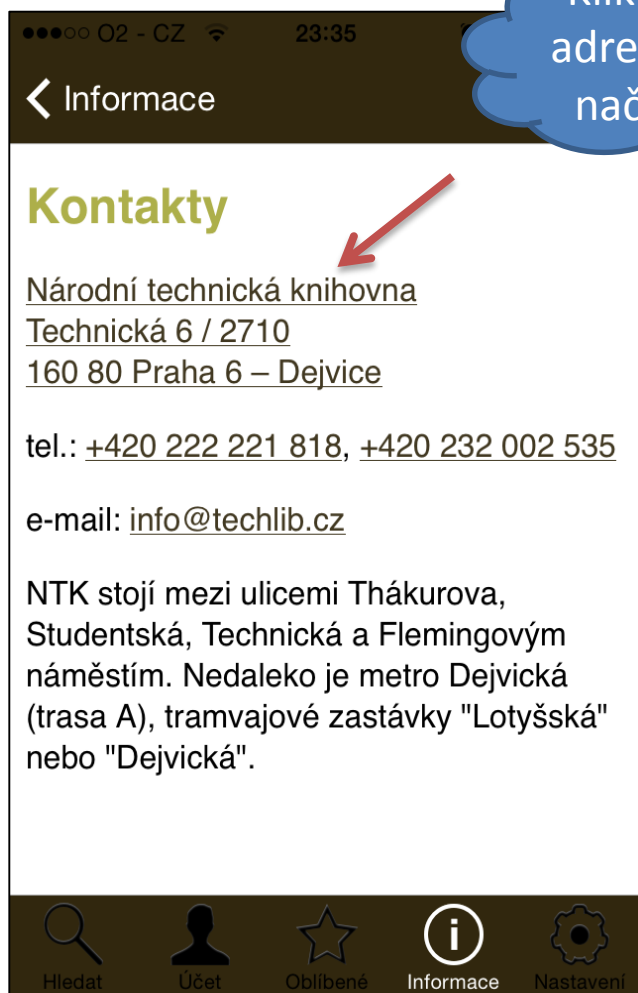 O2 - CZ 23:35
adre
nač
Informace
Kontakty
Národní technická knihovna
Technická 6 / 2710
160 80 Praha 6 – Dejvice
tel.: +420 222 221 818, +420 232 002 535
e-mail: info@techlib.cz
NTK stojí mezi ulicemi Thákurova,
Studentská, Technická a Flemingovým
náměstím. Nedaleko je metro Dejvická
(trasa A), tramvajové zastávky "Lotyšská"
nebo "Dejvická".
Hledat Účet Oblíbené Informace Nastavení